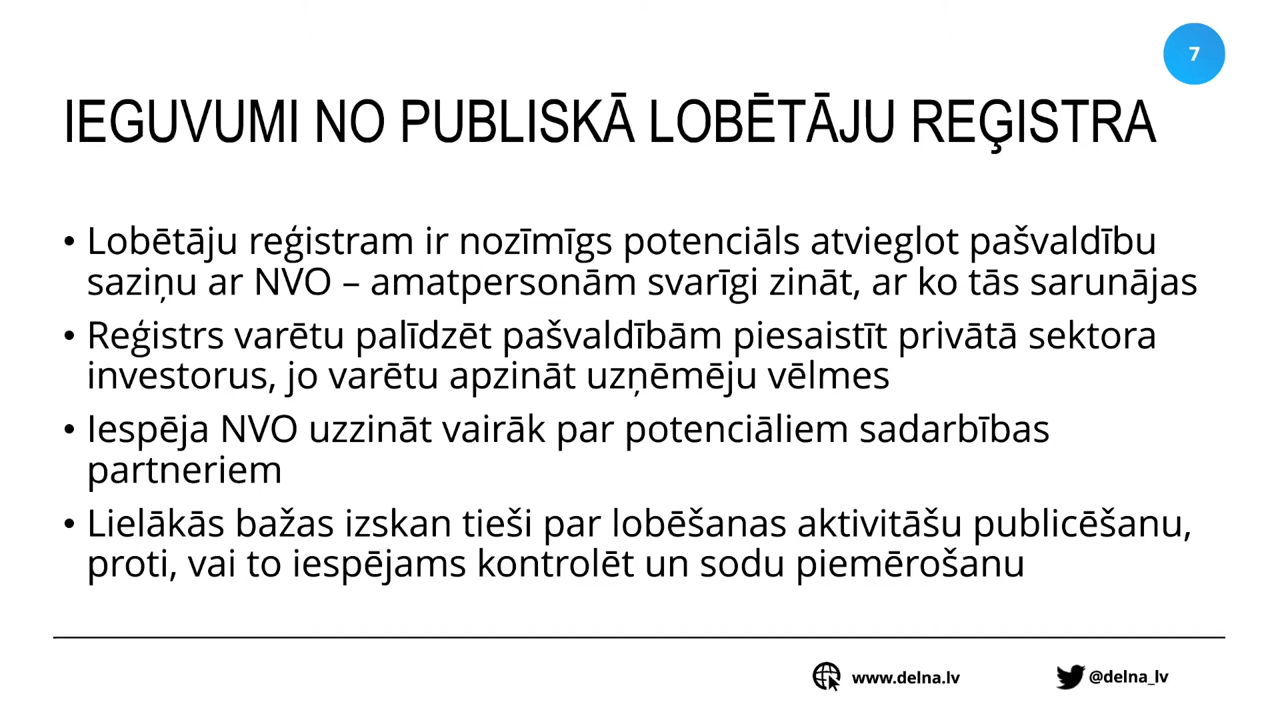 7
IEGUVUMI NO PUBLISKĀ LOBĒTĀJU REĢISTRA
• Lobētāju reģistram ir nozīmīgs potenciāls atvieglot pašvaldību
saziņu ar NVO – amatpersonām svarīgi zināt, ar ko tās sarunājas
• Reģistrs varētu palīdzēt pašvaldībām piesaistīt privātā sektora
investorus, jo varētu apzināt uzņēmēju vēlmes
• Iespēja NVO uzzināt vairāk par potenciāliem sadarbības
partneriem
• Lielākās bažas izskan tieši par lobēšanas aktivitāšu publicēšanu,
proti, vai to iespējams kontrolēt un sodu piemērošanu
www.delna.lv @delna_lv